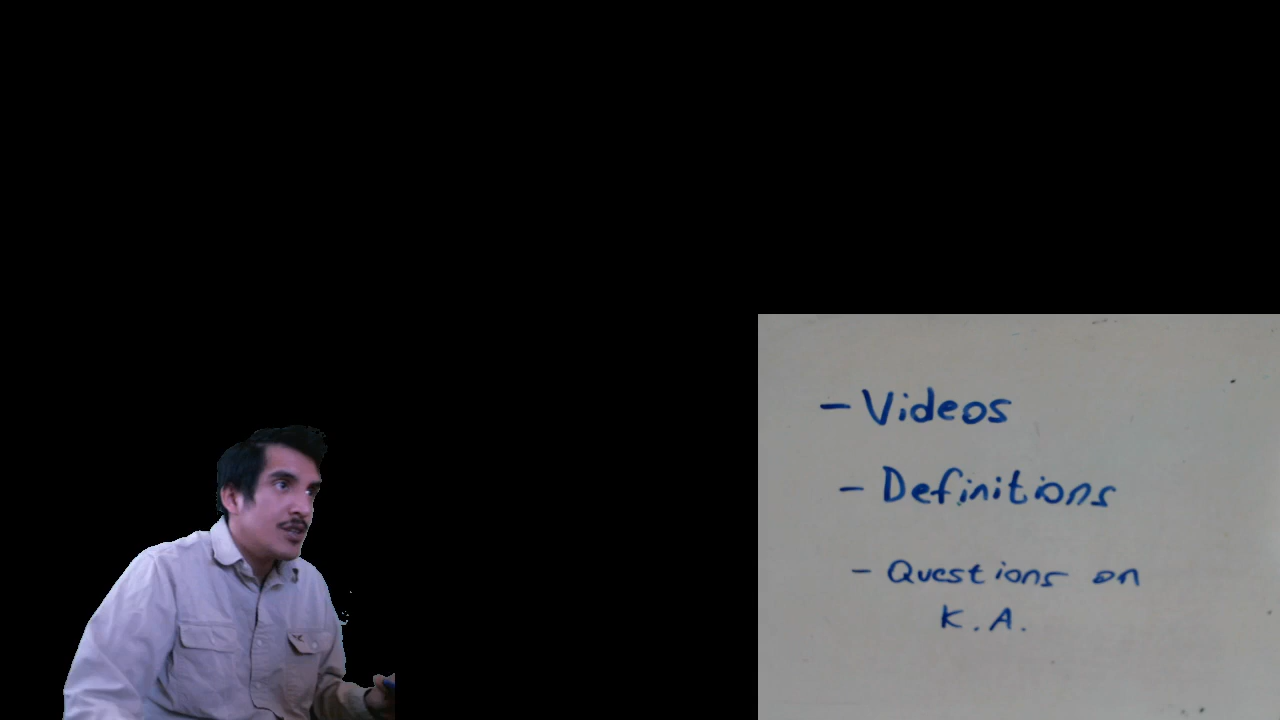 - Videos
- Definitions
- Questions on
K.A.